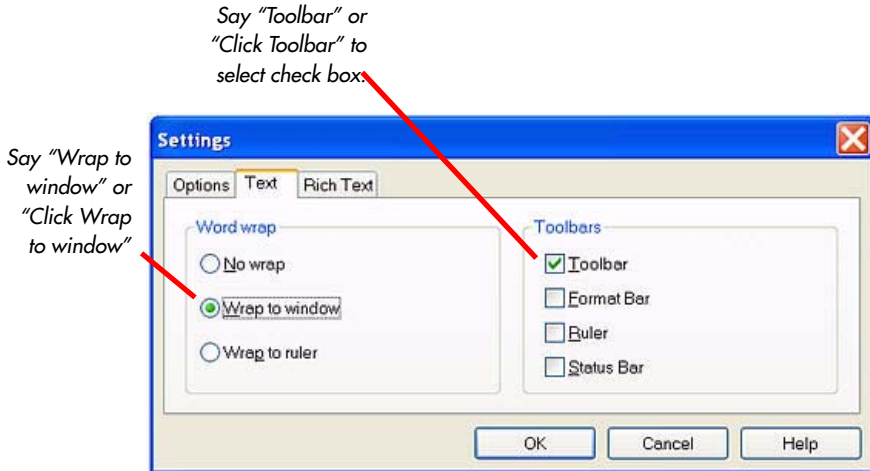 Say “Toolbar” or
“Click Toolbar” to
select check box.
Say “Wrap to
window” or
“Click Wrap
to window”
Settings
Options Text Rich Text
Word wrap
No wrap
Wrap to window
Wrap to ruler
Toolbars
Toolbar
Format Bar
Ruler
Status Bar
OK Cancel Help